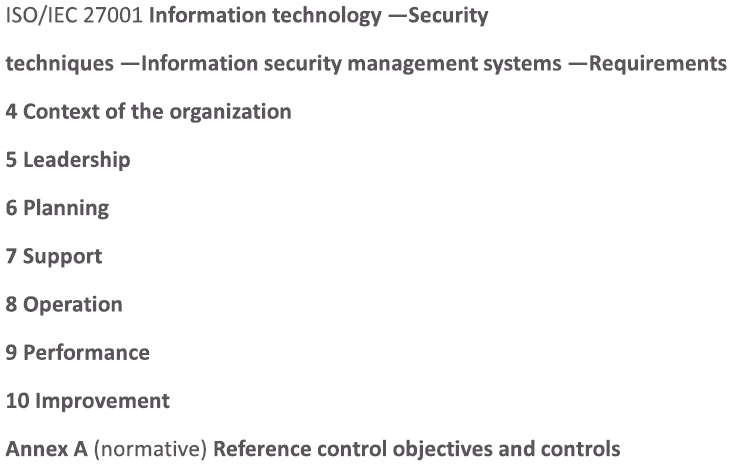 ISO/IEC 27001 Information technology —Security
techniques —Information security management systems —Requirements
4 Context of the organization
5 Leadership
6 Planning
7 Support
8 Operation
9 Performance
10 Improvement
Annex A (normative) Reference control objectives and controls